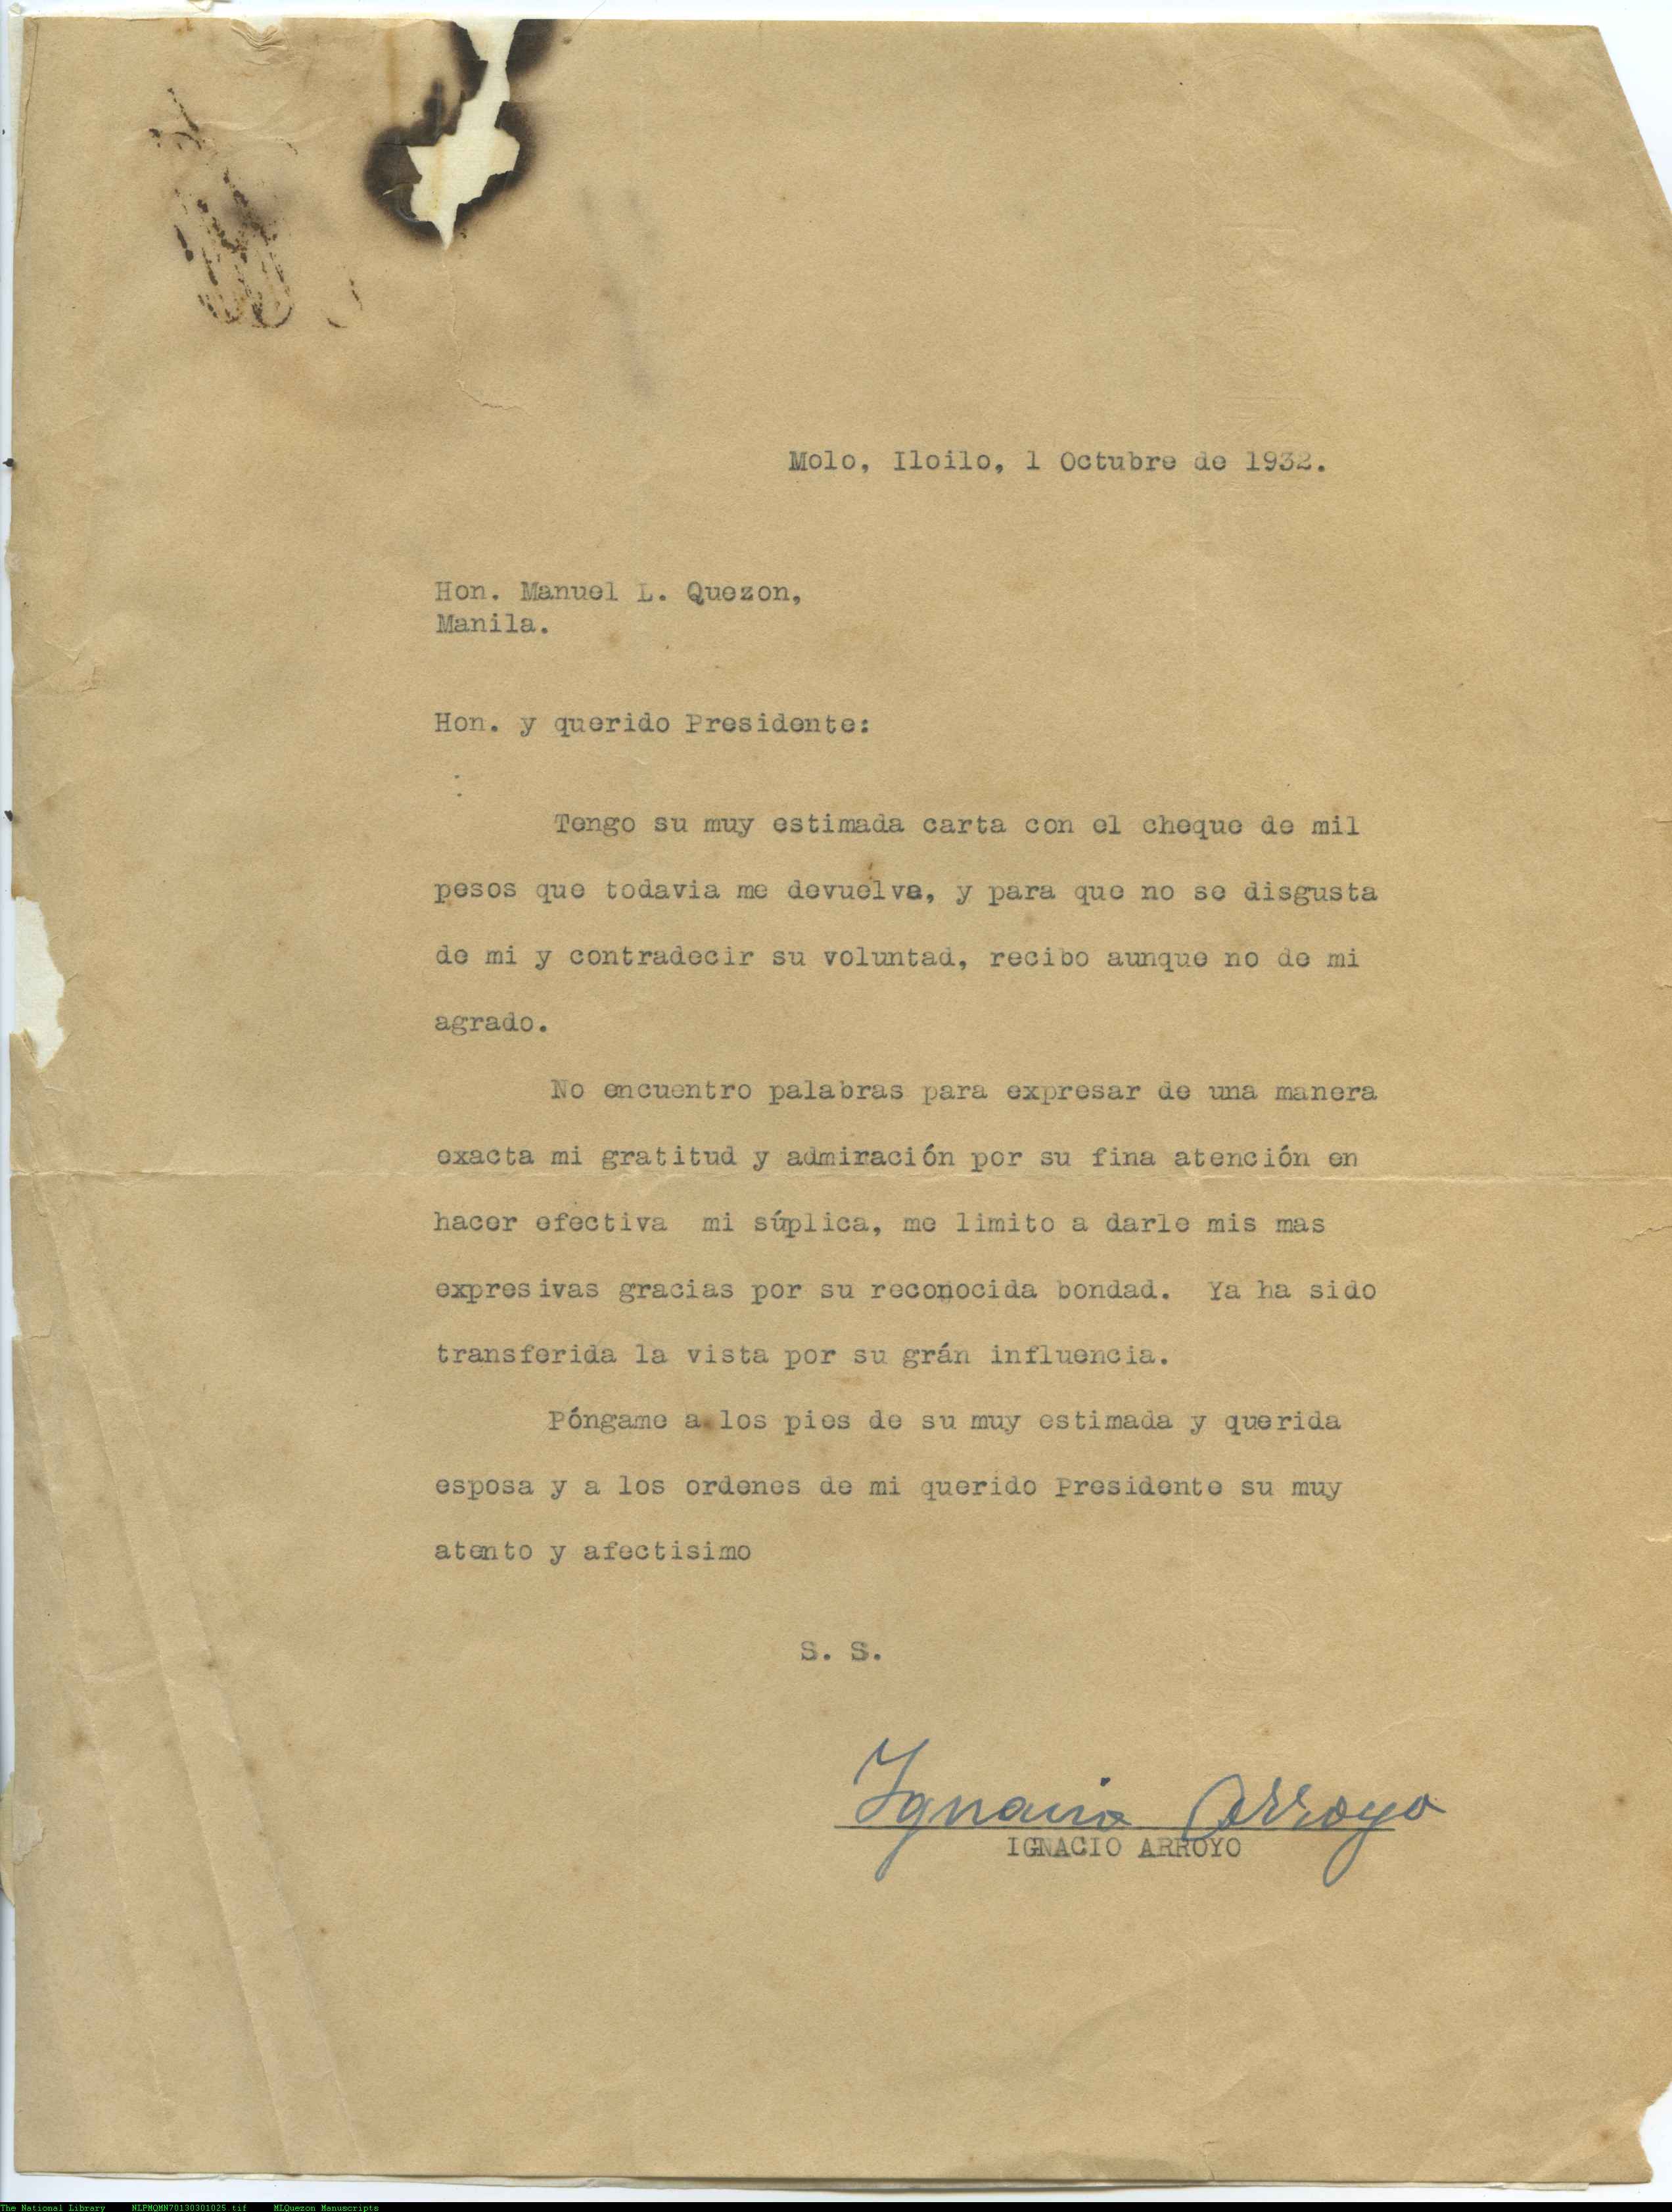 Molo, Iloilo, 1 Octubre de 1932.
Hon. Manuel L. Quezon,
Manila.
Hon. y querido Presidente:
Tengo su muy estimada carta con el cheque de mil
pesos que todavia me devuelve, y para que no se disgusta
de mi y contradecir su voluntad, recibo aunque no de mi
agrado.
No encuentro palabras para expresar de una manera
exacta mi gratitud y admiración por su fina atención en
hacer efectiva mi súplica, me limito a darle mis mas
expresivas gracias por su reconocida bondad. Ya ha sido
transferida la vista por su grán influencia.
Póngame a los pies de su muy estimada y querida
esposa y a los ordenes de mi querido Presidente su muy
atento y afectisimo
S. S.
Ignacio Arroyo
IGNACIO ARROYO
The National Library NLPMQMN70130301025.tif MLQuezon Manuscripts